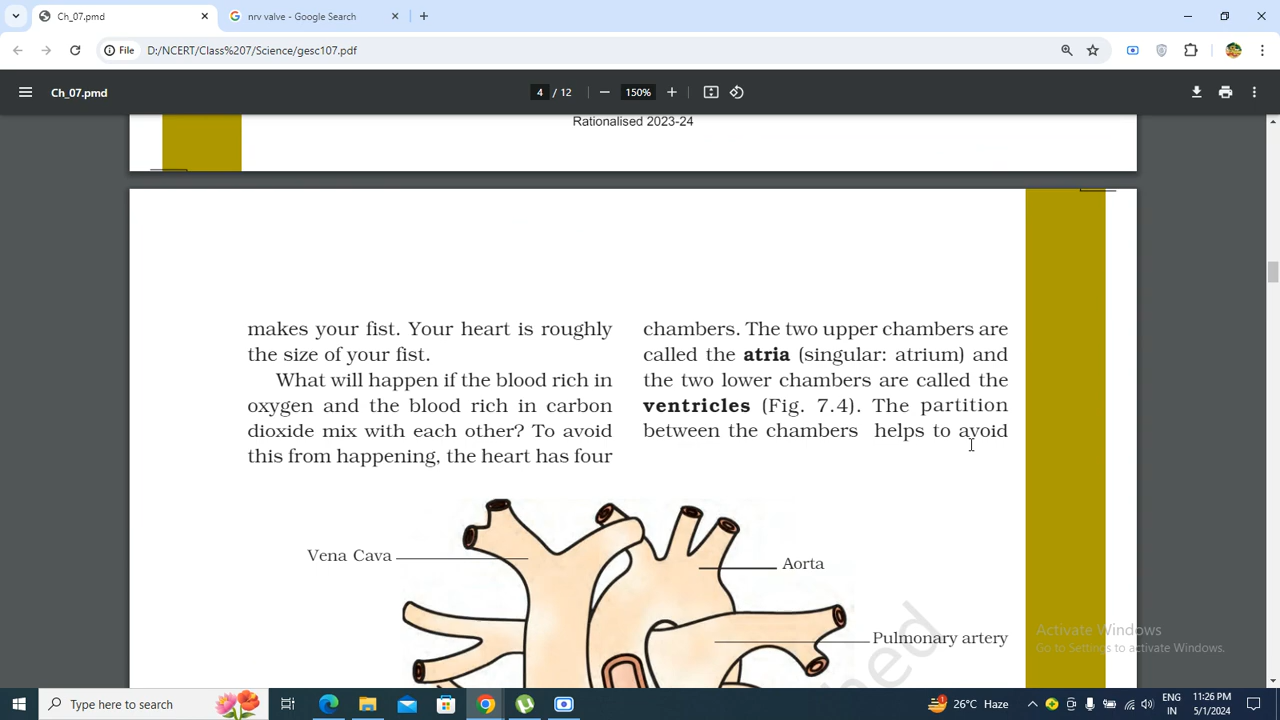 Ch_07.pmd
nrv valve - Google Search
File
D:/NCERT/Class%207/Science/gesc107.pdf
Ch_07.pmd
4 / 12
150%
Rationalised 2023-24
makes your fist. Your heart is roughly
the size of your fist.
What will happen if the blood rich in
oxygen and the blood rich in carbon
dioxide mix with each other? To avoid
this from happening, the heart has four
chambers. The two upper chambers are
called the atria (singular: atrium) and
the two lower chambers are called the
ventricles (Fig. 7.4). The partition
between the chambers helps to avoid
Vena Cava
Aorta
Pulmonary artery
hed
Activate Windows
Go to Settings to activate Windows.
Type here to search
26°C Haze
ENG
IN
11:26 PM
5/1/2024